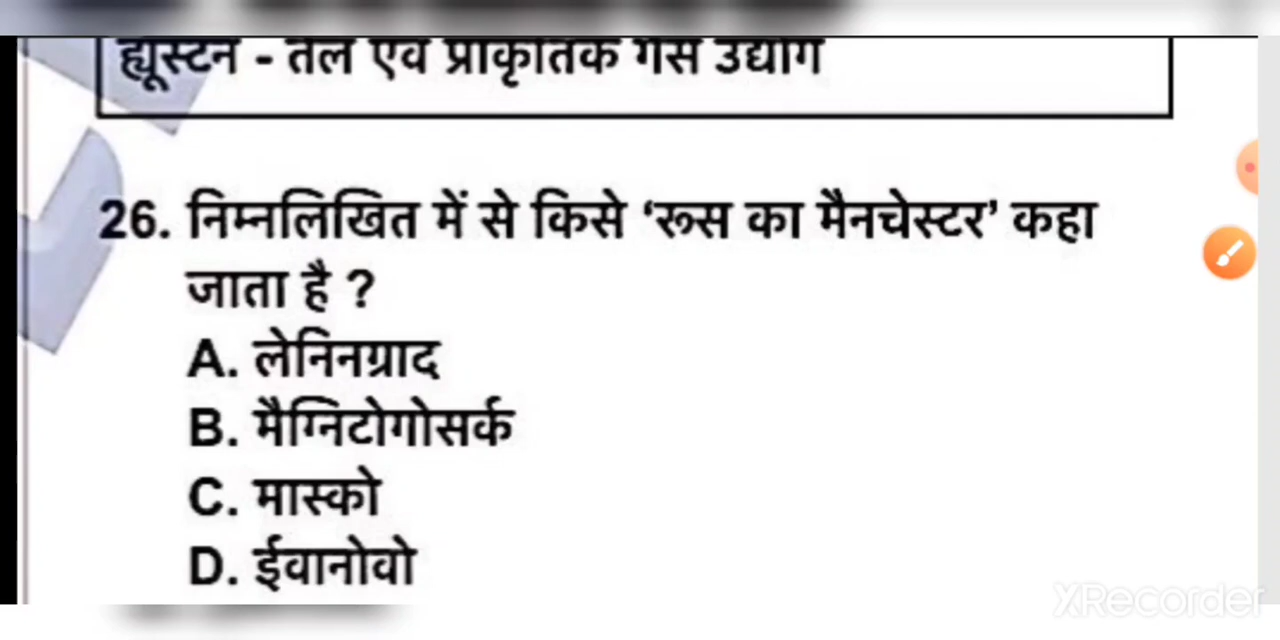 ह्यूस्टन - तेल एवं प्राकृतिक गैस उद्योग
26. निम्नलिखित में से किसे ‘रूस का मैनचेस्टर’ कहा
जाता है ?
A. लेनिनग्राद
B. मैग्निटोगोसर्क
C. मास्को
D. ईवानोवो
XRecorder